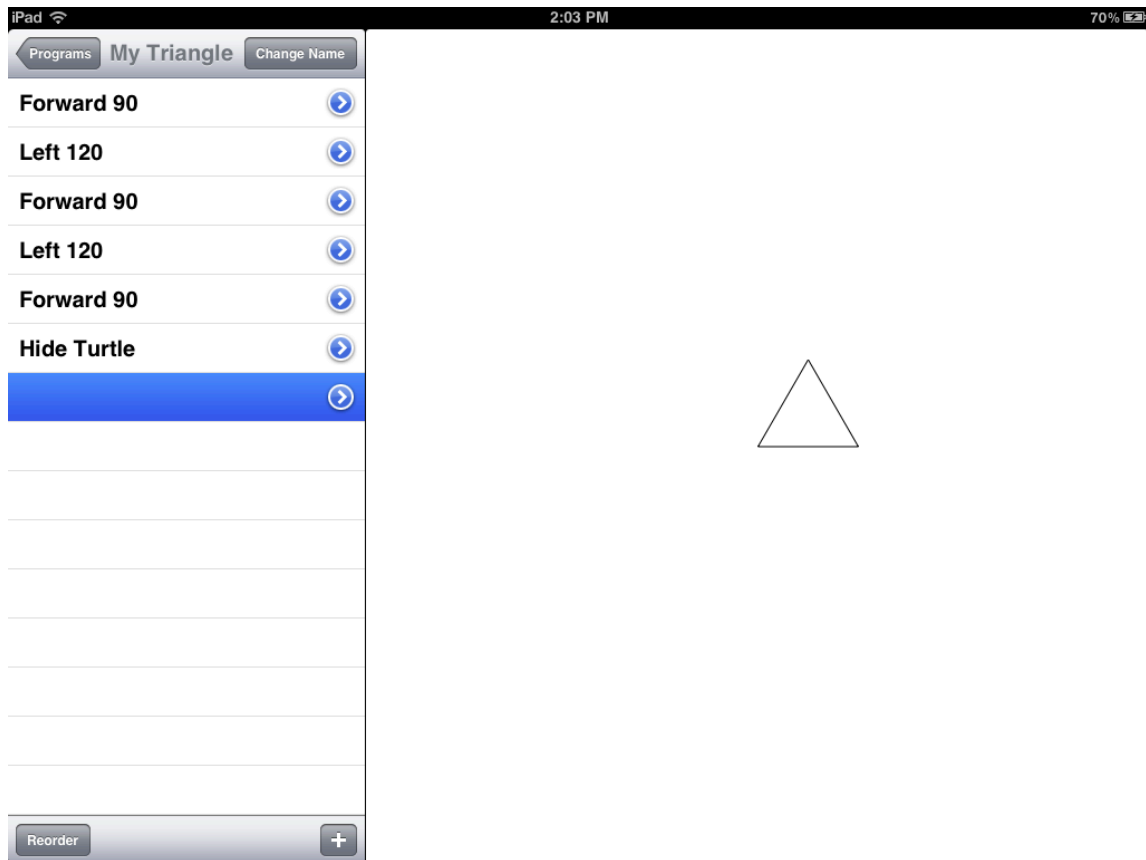 iPad 2:03 PM 70%
Programs My Triangle Change Name
Forward 90
Left 120
Forward 90
Left 120
Forward 90
Hide Turtle
Reorder +